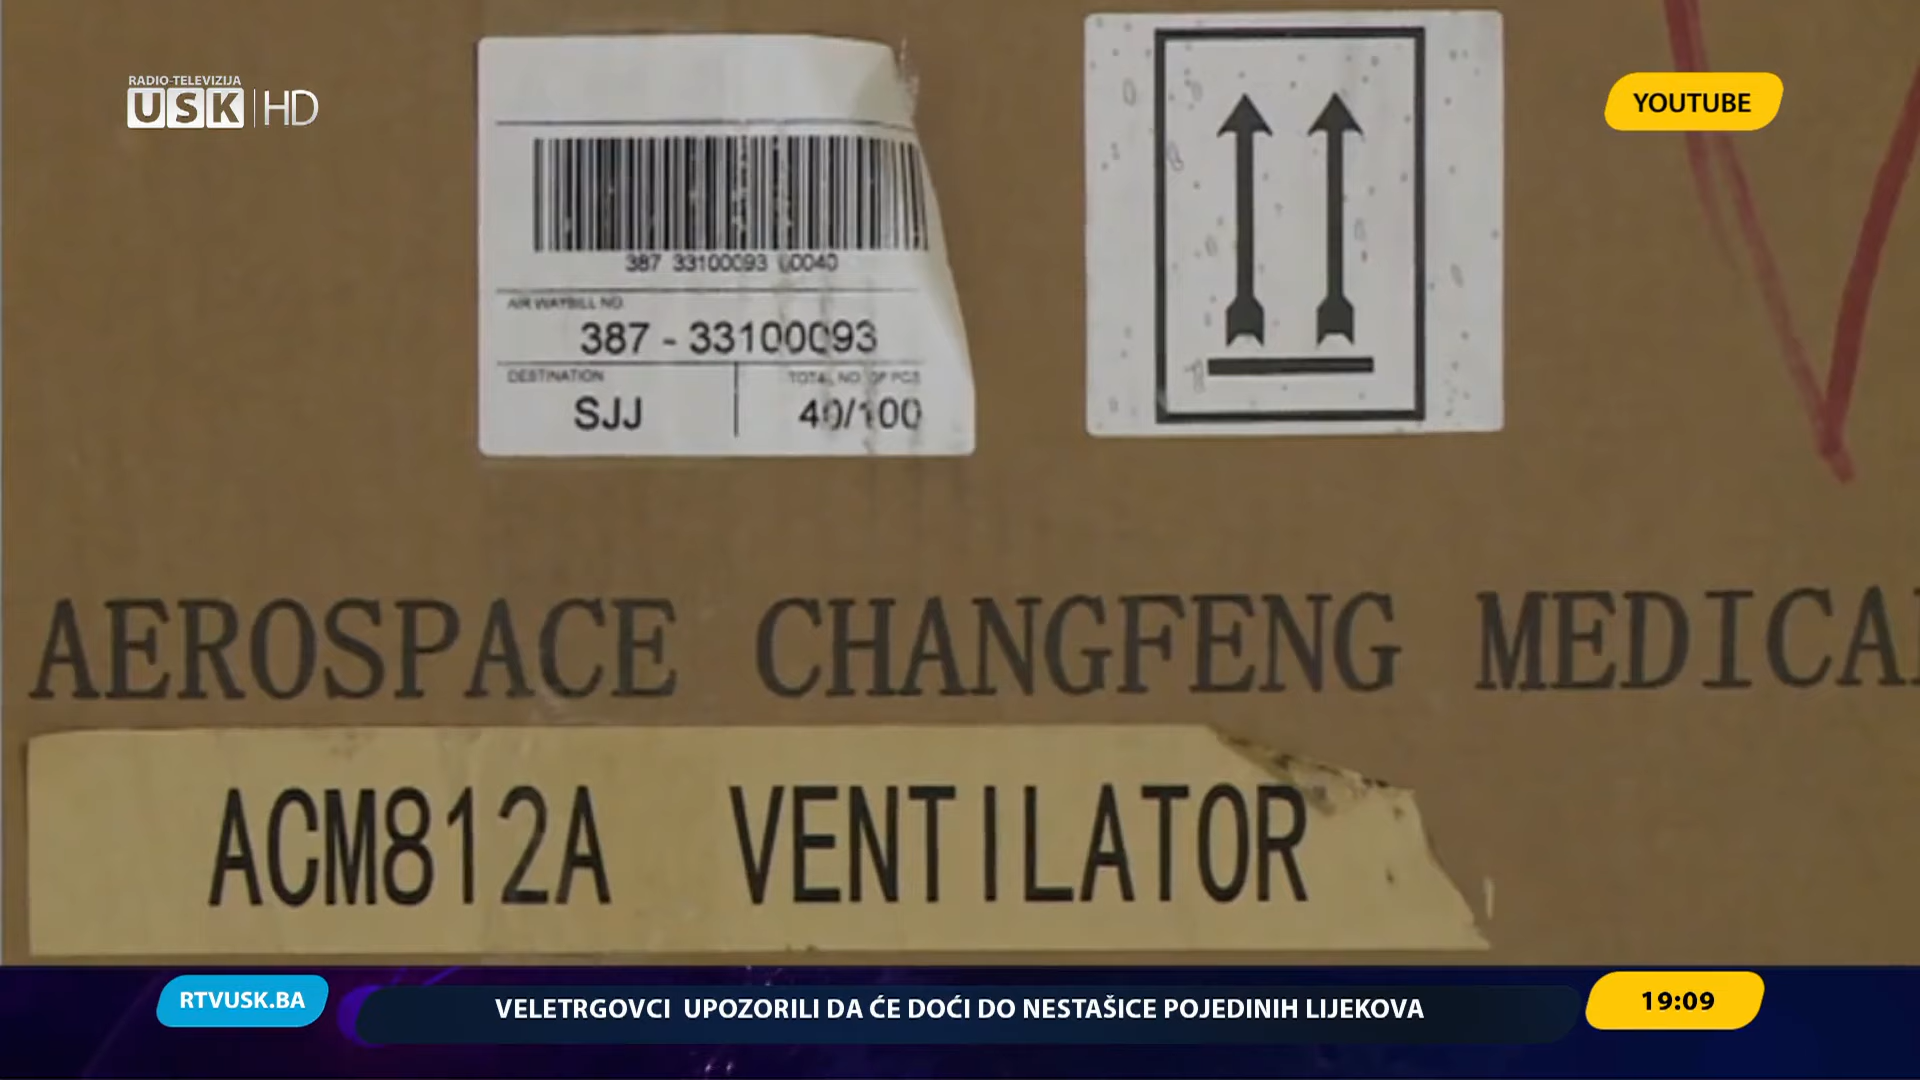 RADIO-TELEVIZIJA
USK HD
YOUTUBE
387 33100093 00040
AIR WAYBILL NO.
387 - 33100093
DESTINATION
TOTAL NO. OF PCS
SJJ
40/100
AEROSPACE CHANGFENG MEDICA
ACM812A VENTILATOR
RTVUSK.BA
VELETRGOVCI UPOZORILI DA ĆE DOĆI DO NESTAŠICE POJEDINIH LIJEKOVA
19:09